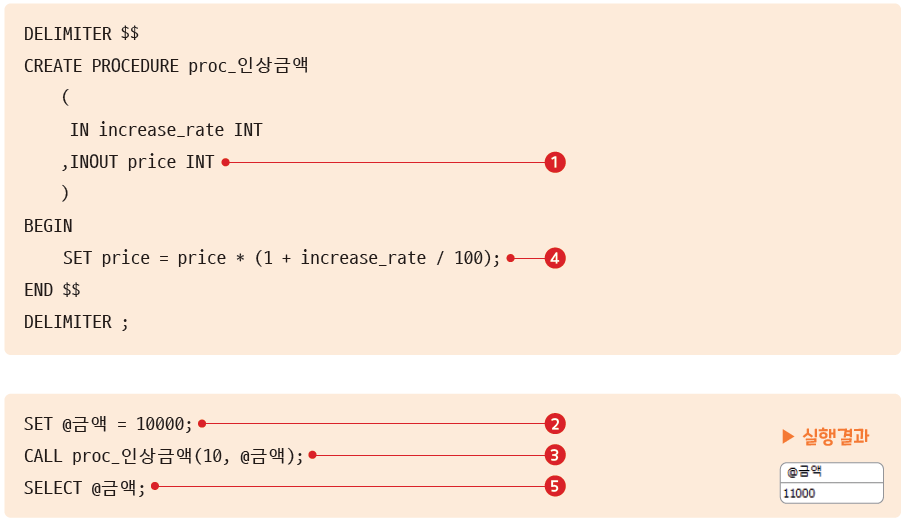 DELIMITER $$
CREATE PROCEDURE proc_인상금액
(
IN increase_rate INT
,INOUT price INT 1
)
BEGIN
SET price = price * (1 + increase_rate / 100); 4
END $$
DELIMITER ;
SET @금액 = 10000; 2
CALL proc_인상금액(10, @금액); 3
SELECT @금액; 5
▶ 실행결과
@금액
11000